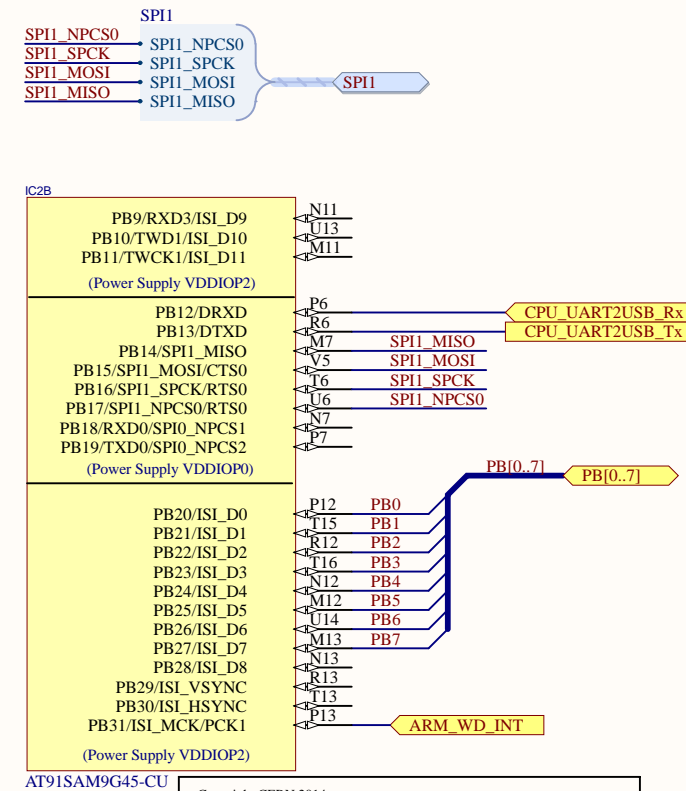 SPI1
SPI1_NPCS0 SPI1_NPCS0
SPI1_SPCK SPI1_SPCK
SPI1_MOSI SPI1_MOSI SPI1
SPI1_MISO SPI1_MISO
IC2B
PB9/RXD3/ISI_D9 N11
PB10/TWD1/ISI_D10 U13
PB11/TWCK1/ISI_D11 M11
(Power Supply VDDIOP2)
PB12/DRXD P6 CPU_UART2USB_Rx
PB13/DTXD R6 CPU_UART2USB_Tx
PB14/SPI1_MISO M7 SPI1_MISO
PB15/SPI1_MOSI/CTS0 V5 SPI1_MOSI
PB16/SPI1_SPCK/RTS0 T6 SPI1_SPCK
PB17/SPI1_NPCS0/RTS0 U6 SPI1_NPCS0
PB18/RXD0/SPI0_NPCS1 N7
PB19/TXD0/SPI0_NPCS2 P7
(Power Supply VDDIOP0)
PB[0..7] PB[0..7]
PB20/ISI_D0 P12 PB0
PB21/ISI_D1 T15 PB1
PB22/ISI_D2 R12 PB2
PB23/ISI_D3 T16 PB3
PB24/ISI_D4 N12 PB4
PB25/ISI_D5 M12 PB5
PB26/ISI_D6 U14 PB6
PB27/ISI_D7 M13 PB7
PB28/ISI_D8 N13
PB29/ISI_VSYNC R13
PB30/ISI_HSYNC T13
PB31/ISI_MCK/PCK1 P13 ARM_WD_INT
(Power Supply VDDIOP2)
AT91SAM9G45-CU